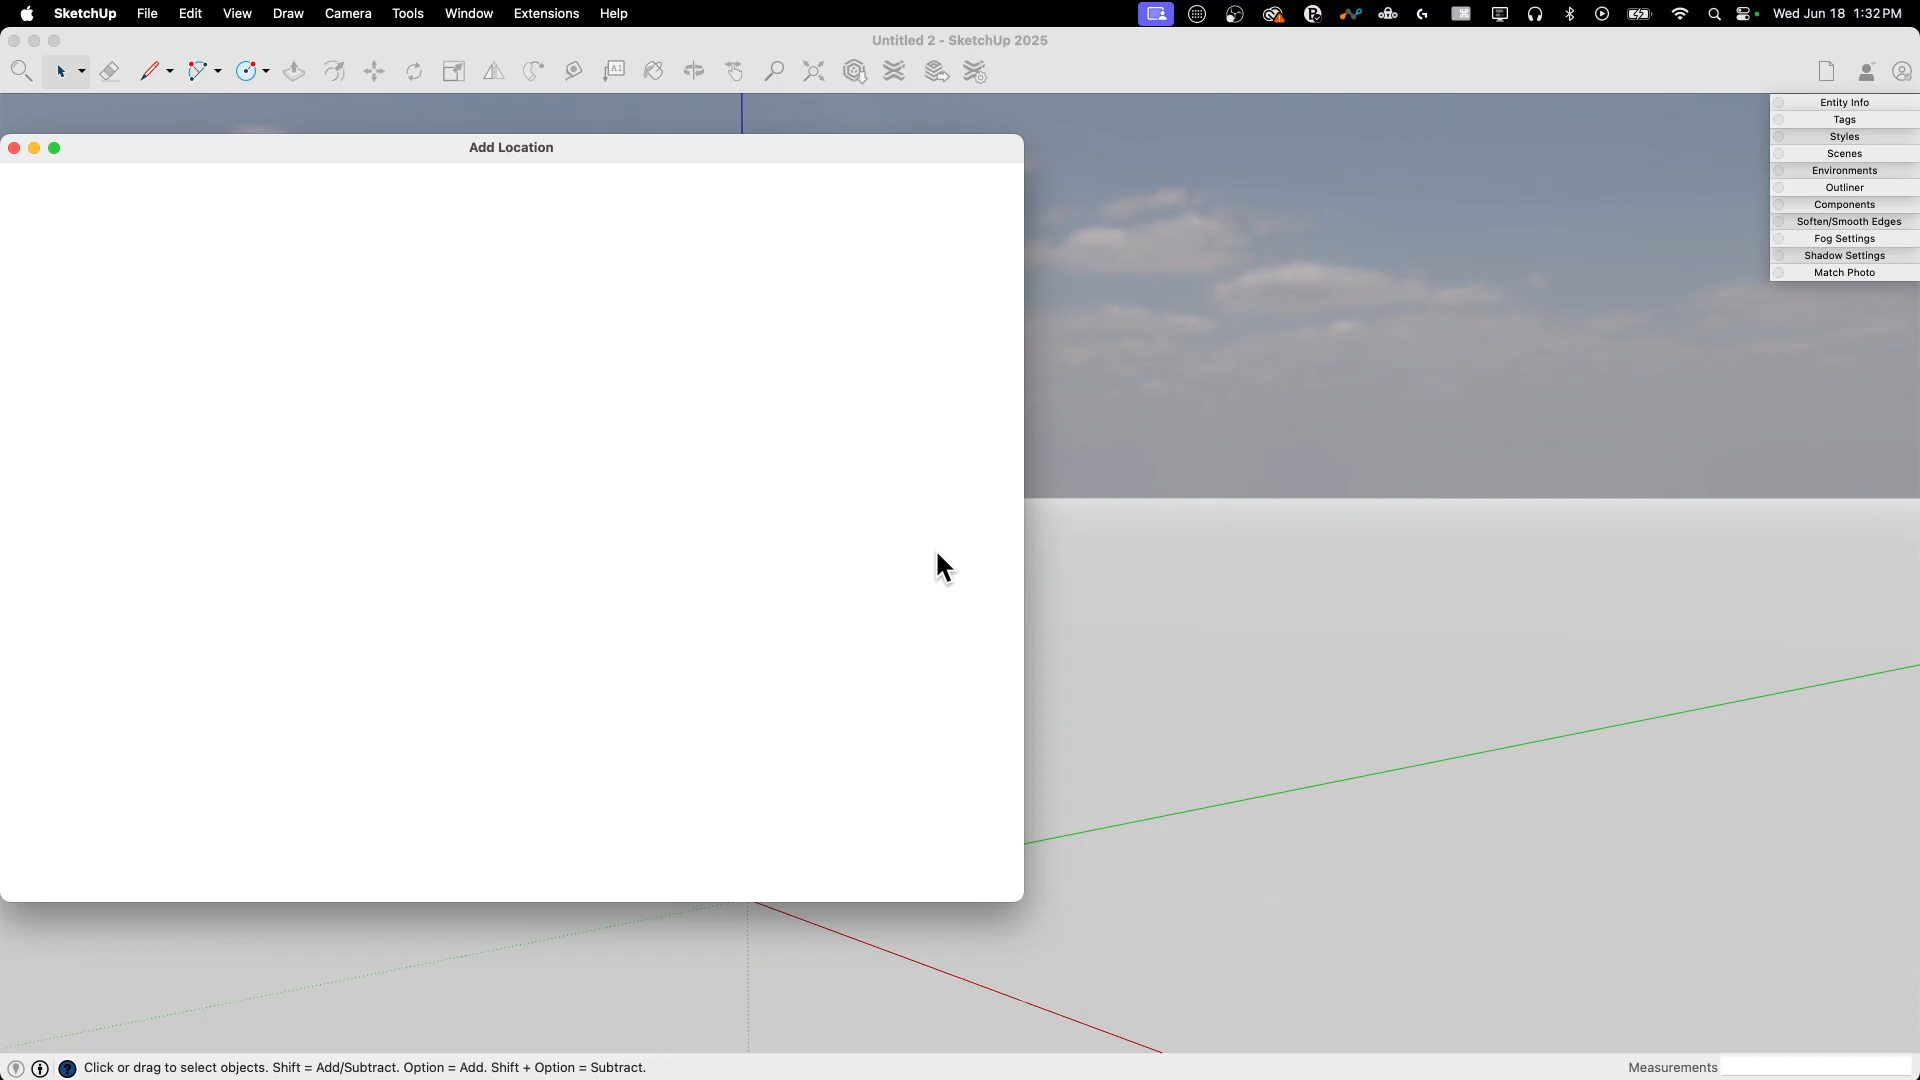 SketchUp File Edit View Draw Camera Tools Window Extensions Help Wed Jun 18 1:32 PM
Untitled 2 - SketchUp 2025
A1
Entity Info
Tags
Styles
Scenes
Environments
Outliner
Components
Soften/Smooth Edges
Fog Settings
Shadow Settings
Match Photo
Add Location
Click or drag to select objects. Shift = Add/Subtract. Option = Add. Shift + Option = Subtract.
Measurements